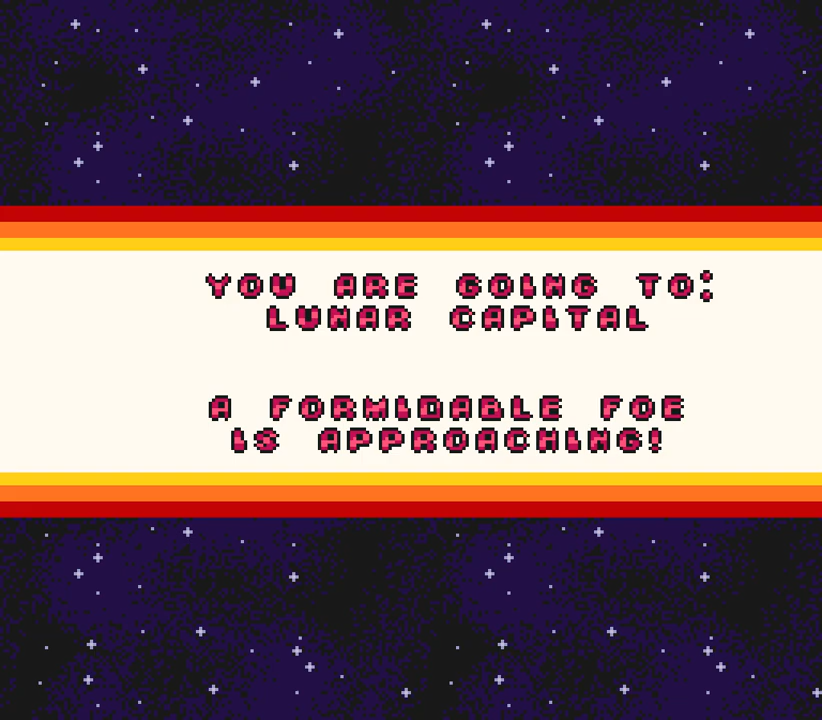 YOU ARE GOING TO:
LUNAR CAPITAL
A FORMIDABLE FOE
IS APPROACHING!